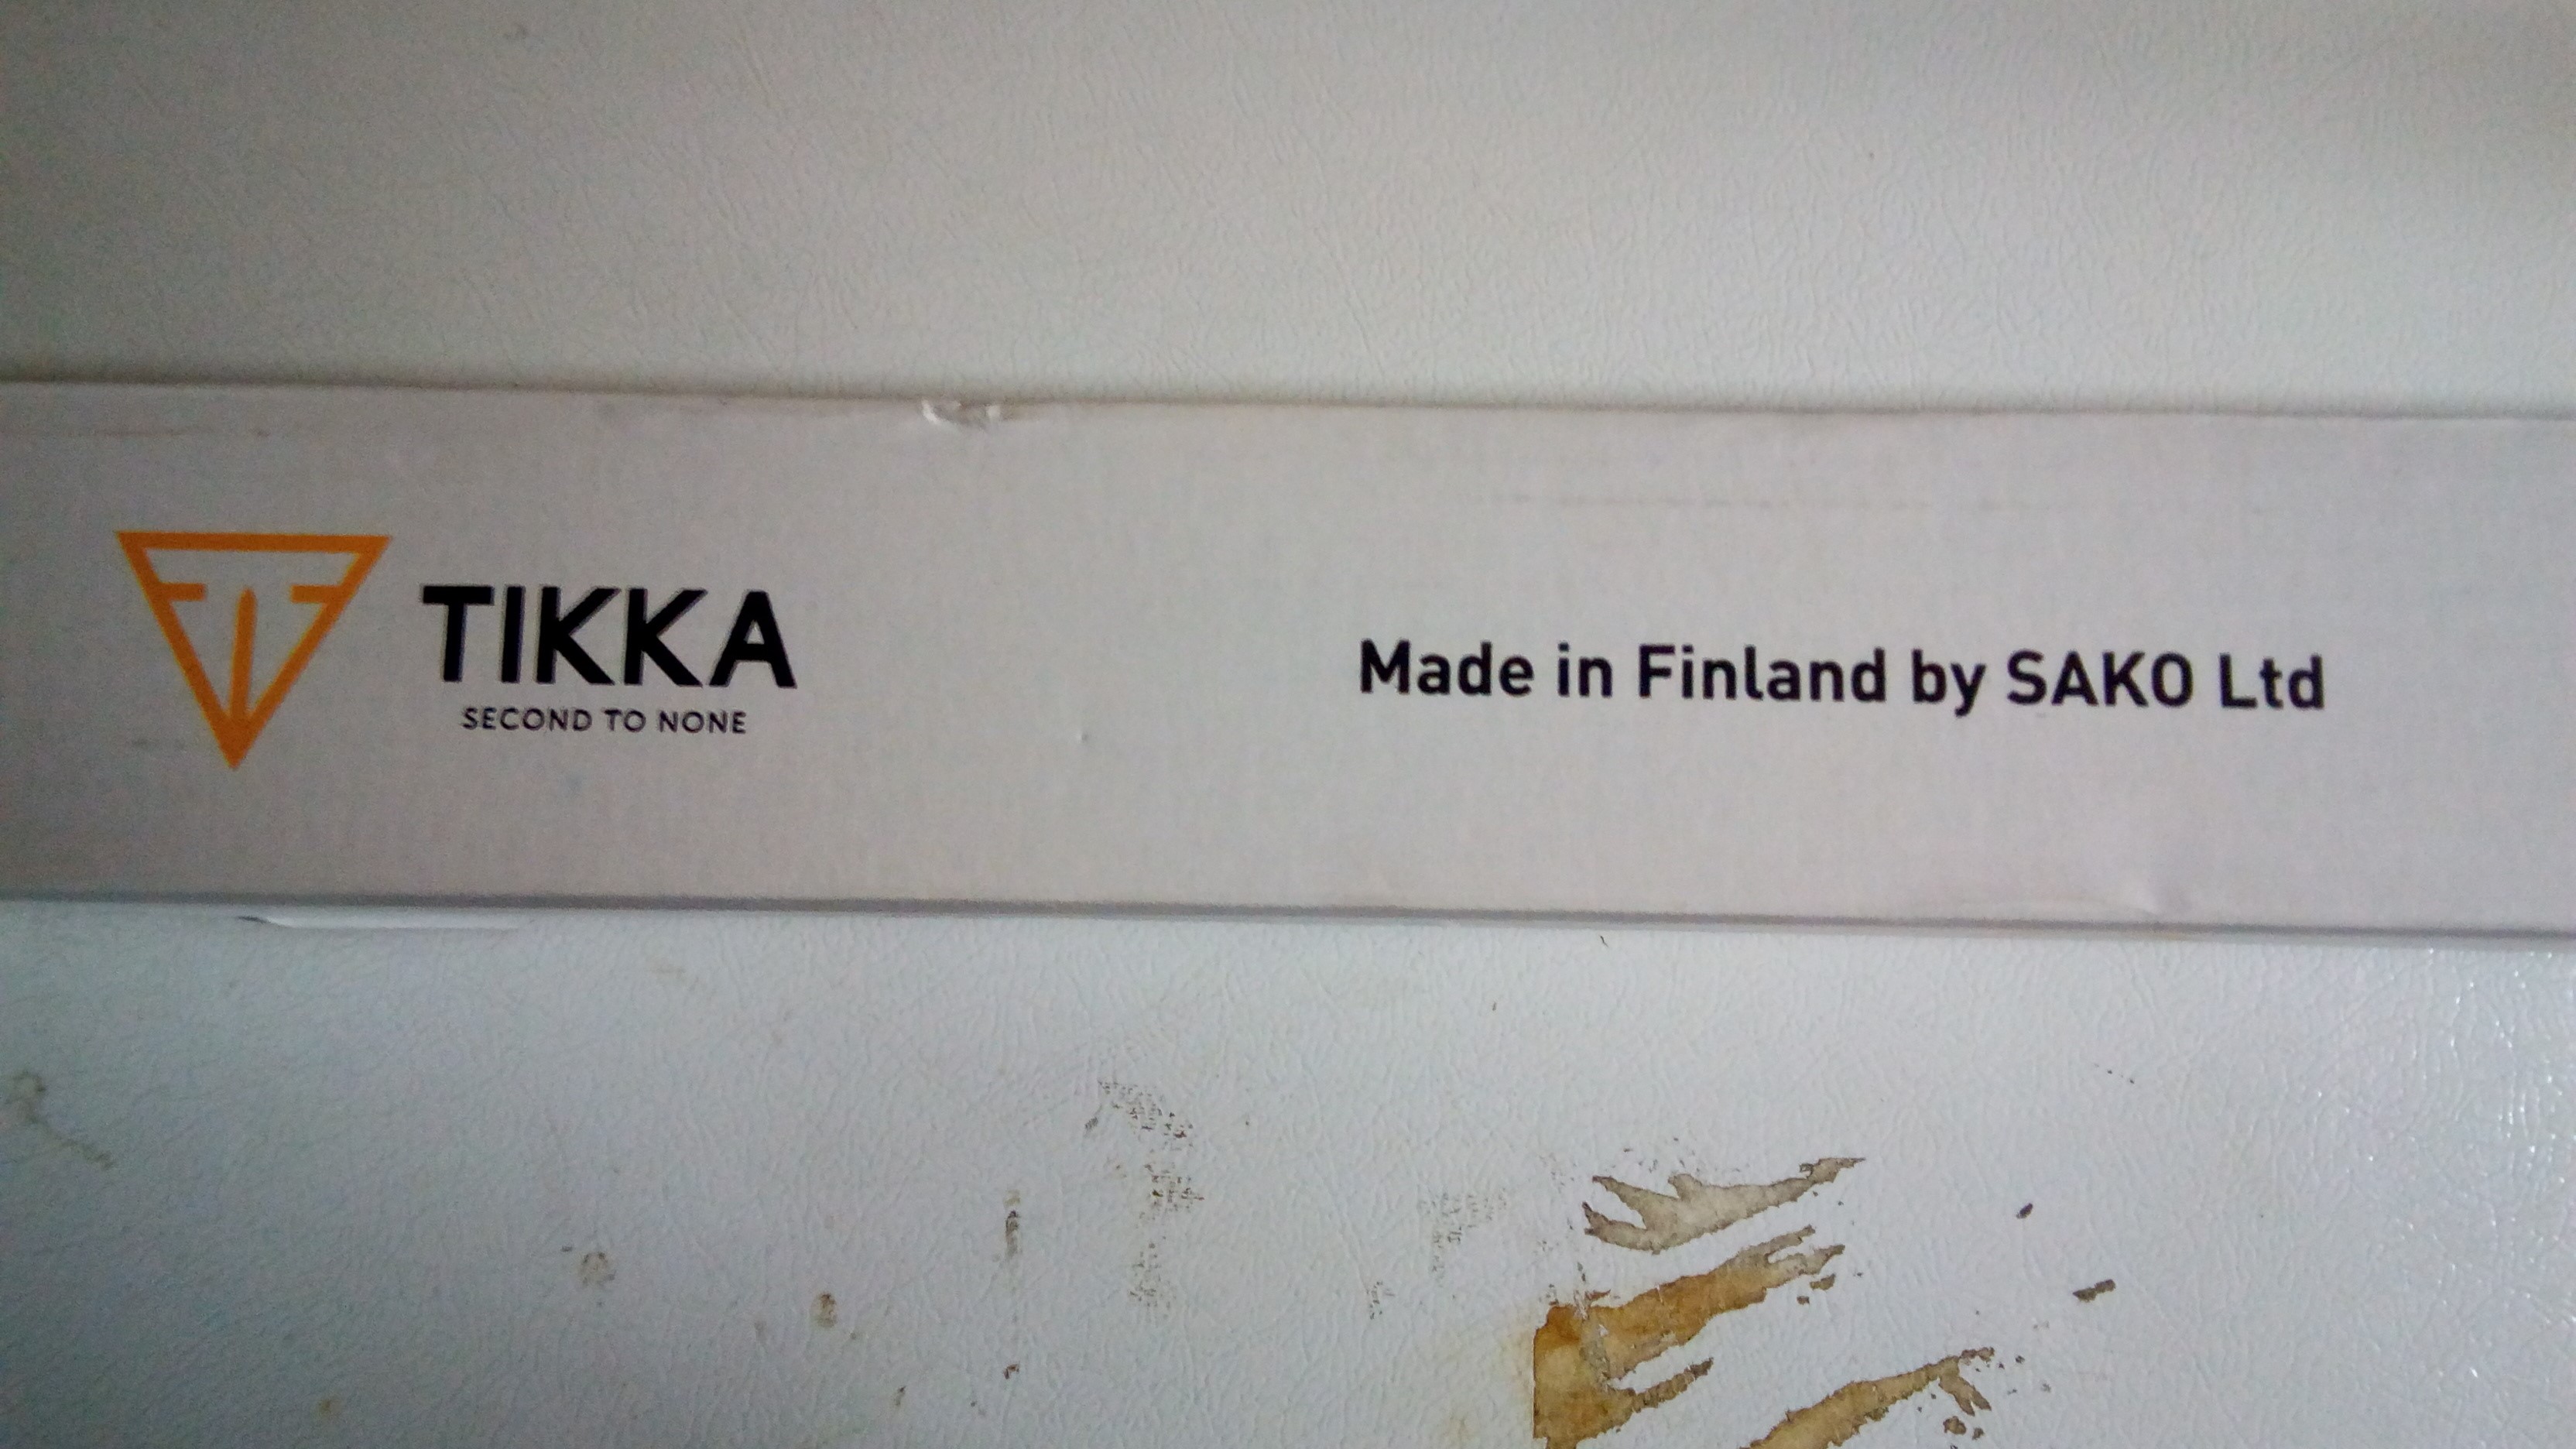 TIKKA
SECOND TO NONE
Made in Finland by SAKO Ltd